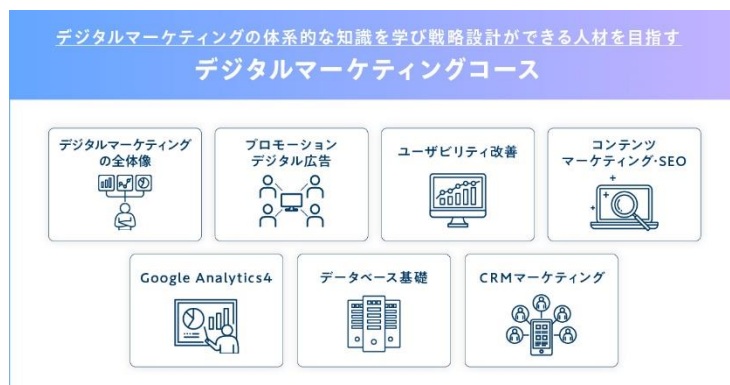 デジタルマーケティングの体系的な知識を学び戦略設計ができる人材を目指す
デジタルマーケティングコース
デジタルマーケティング
の全体像
プロモーション
デジタル広告
ユーザビリティ改善
コンテンツ
マーケティング・SEO
Google Analytics4
データベース基礎
CRMマーケティング